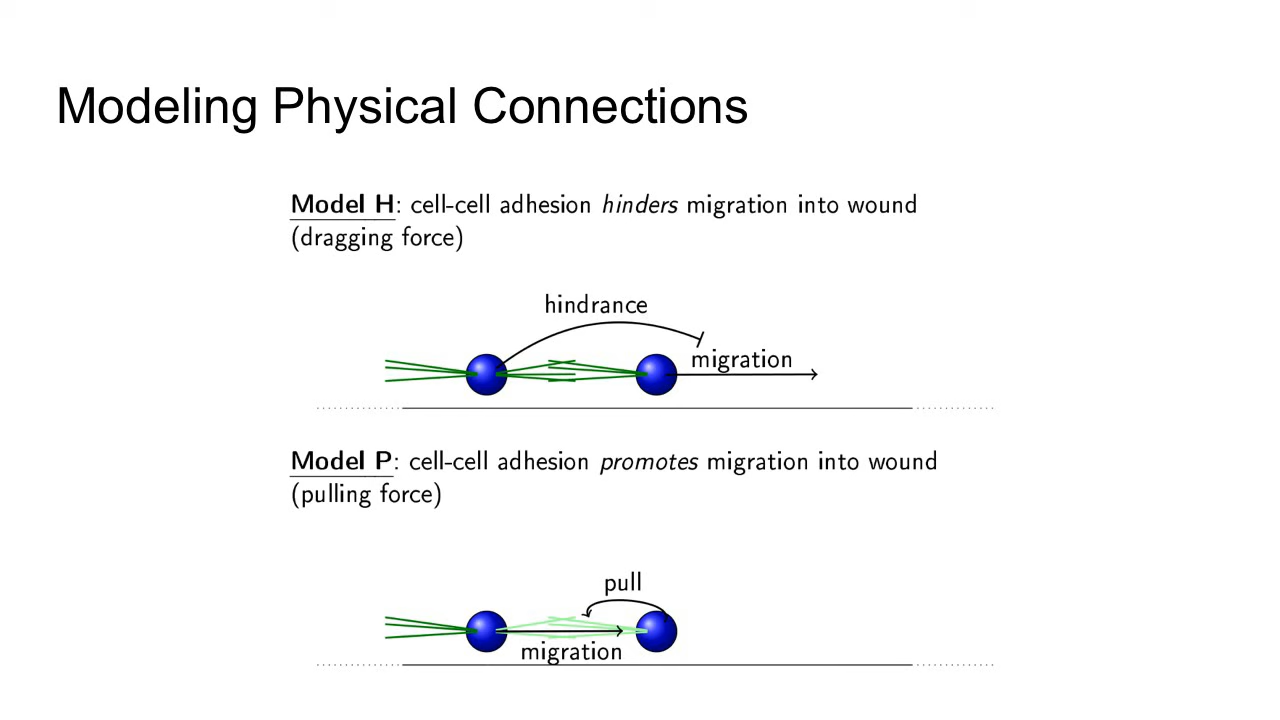 Modeling Physical Connections
Model H: cell-cell adhesion hinders migration into wound
(dragging force)
hindrance
migration
Model P: cell-cell adhesion promotes migration into wound
(pulling force)
pull
migration